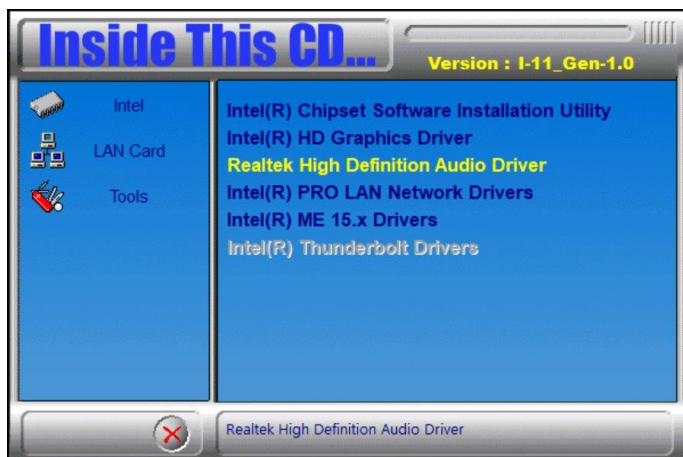 Inside This CD...
Version : I-11_Gen-1.0
Intel
LAN Card
Tools
Intel(R) Chipset Software Installation Utility
Intel(R) HD Graphics Driver
Realtek High Definition Audio Driver
Intel(R) PRO LAN Network Drivers
Intel(R) ME 15.x Drivers
Intel(R) Thunderbolt Drivers
Realtek High Definition Audio Driver